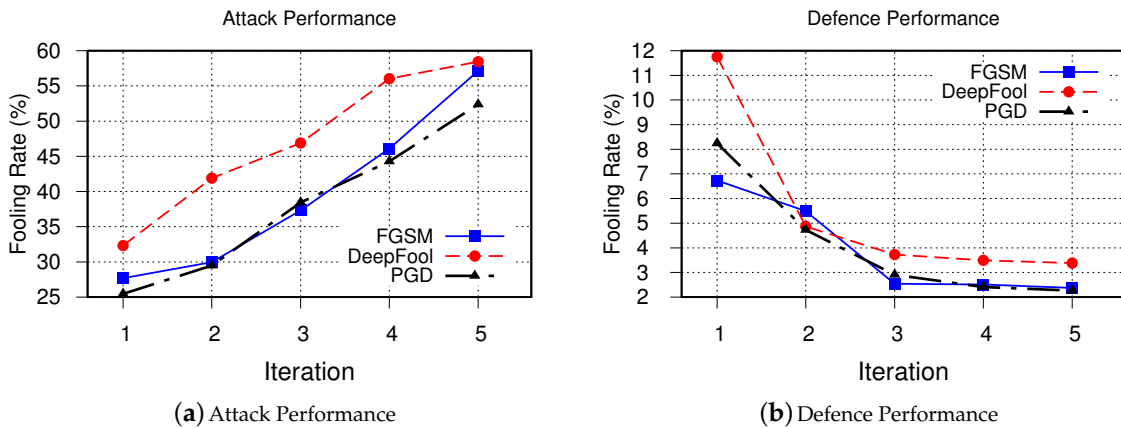 Attack Performance
Fooling Rate (%)
60
55
50
45
40
35
30
25
FGSM
DeepFool
PGD
1 2 3 4 5
Iteration
(a) Attack Performance
Defence Performance
Fooling Rate (%)
12
11
10
9
8
7
6
5
4
3
2
FGSM
DeepFool
PGD
1 2 3 4 5
Iteration
(b) Defence Performance